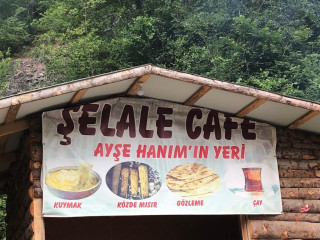 ŞELALE CAFE
AYŞE HANIM'IN YERİ
KUYMAK KÖZDE MISIR GÖZLEME ÇAY